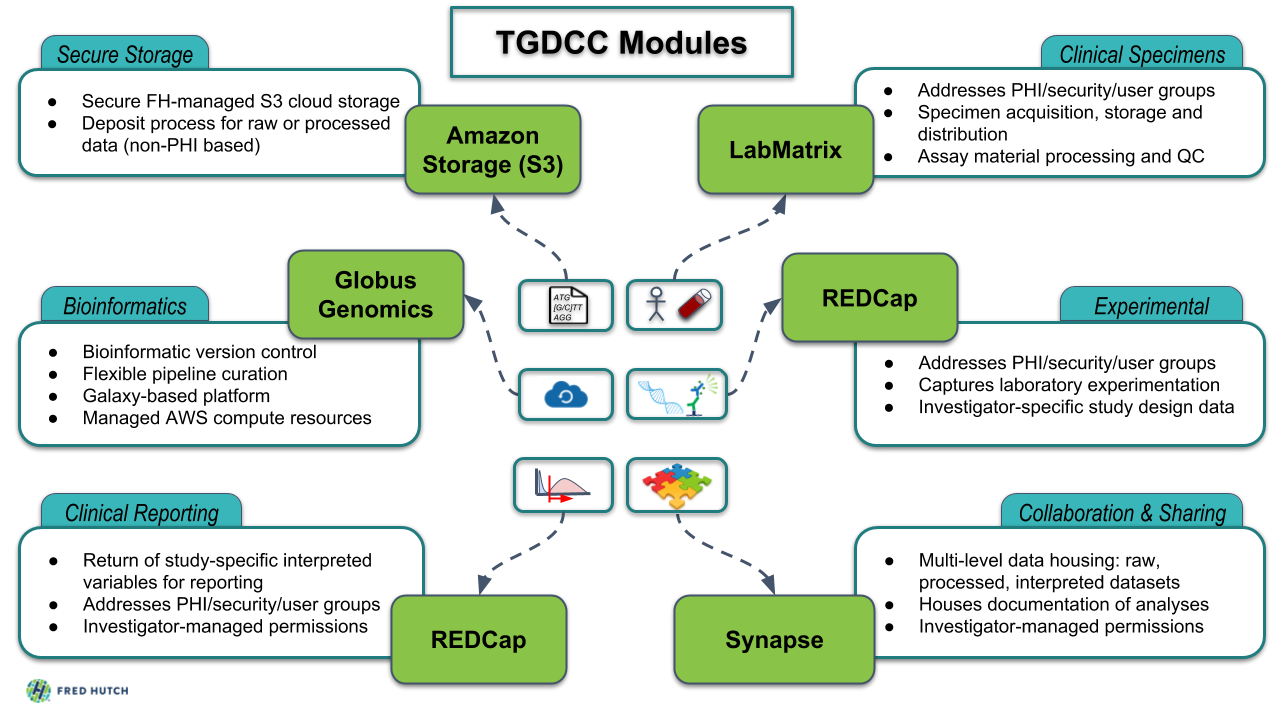 TGDCC Modules
Secure Storage
● Secure FH-managed S3 cloud storage
● Deposit process for raw or processed
data (non-PHI based)
Amazon
Storage (S3)
Clinical Specimens
● Addresses PHI/security/user groups
● Specimen acquisition, storage and
distribution
● Assay material processing and QC
LabMatrix
Bioinformatics
● Bioinformatic version control
● Flexible pipeline curation
● Galaxy-based platform
● Managed AWS compute resources
Globus
Genomics
ATG
[G/C]TT
AGG
REDCap
Experimental
● Addresses PHI/security/user groups
● Captures laboratory experimentation
● Investigator-specific study design data
Clinical Reporting
● Return of study-specific interpreted
variables for reporting
● Addresses PHI/security/user groups
● Investigator-managed permissions
REDCap
Collaboration & Sharing
● Multi-level data housing: raw,
processed, interpreted datasets
● Houses documentation of analyses
● Investigator-managed permissions
Synapse
FRED HUTCH